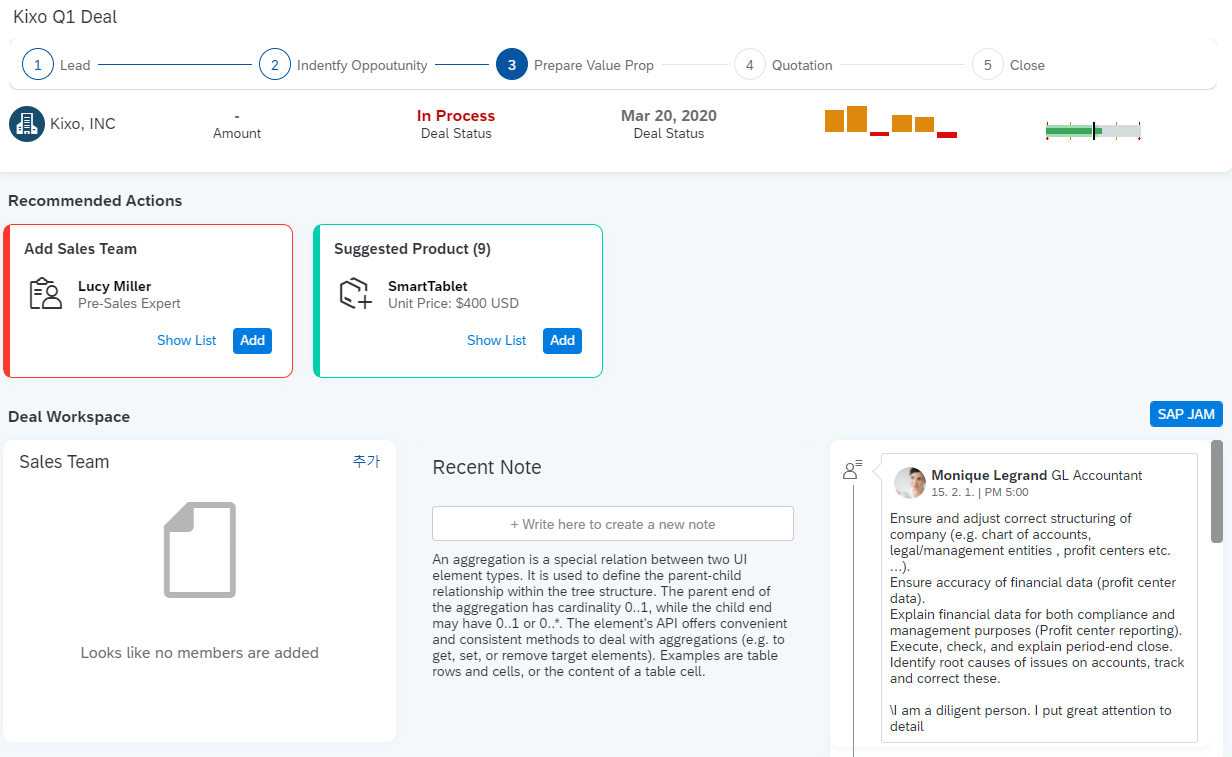 Kixo Q1 Deal
1 Lead 2 Indentfy Oppoutunity 3 Prepare Value Prop 4 Quotation 5 Close
Kixo, INC
-
Amount
In Process
Deal Status
Mar 20, 2020
Deal Status
Recommended Actions
Add Sales Team
Lucy Miller
Pre-Sales Expert
Show List Add
Suggested Product (9)
SmartTablet
Unit Price: $400 USD
Show List Add
Deal Workspace
SAP JAM
Sales Team 추가
Looks like no members are added
Recent Note
+ Write here to create a new note
An aggregation is a special relation between two UI
element types. It is used to define the parent-child
relationship within the tree structure. The parent end of
the aggregation has cardinality 0..1, while the child end
may have 0..1 or 0..*. The element's API offers convenient
and consistent methods to deal with aggregations (e.g. to
get, set, or remove target elements). Examples are table
rows and cells, or the content of a table cell.
Monique Legrand GL Accountant
15. 2. 1. | PM 5:00
Ensure and adjust correct structuring of
company (e.g. chart of accounts,
legal/management entities , profit centers etc.
...).
Ensure accuracy of financial data (profit center
data).
Explain financial data for both compliance and
management purposes (Profit center reporting).
Execute, check, and explain period-end close.
Identify root causes of issues on accounts, track
and correct these.
\I am a diligent person. I put great attention to
detail